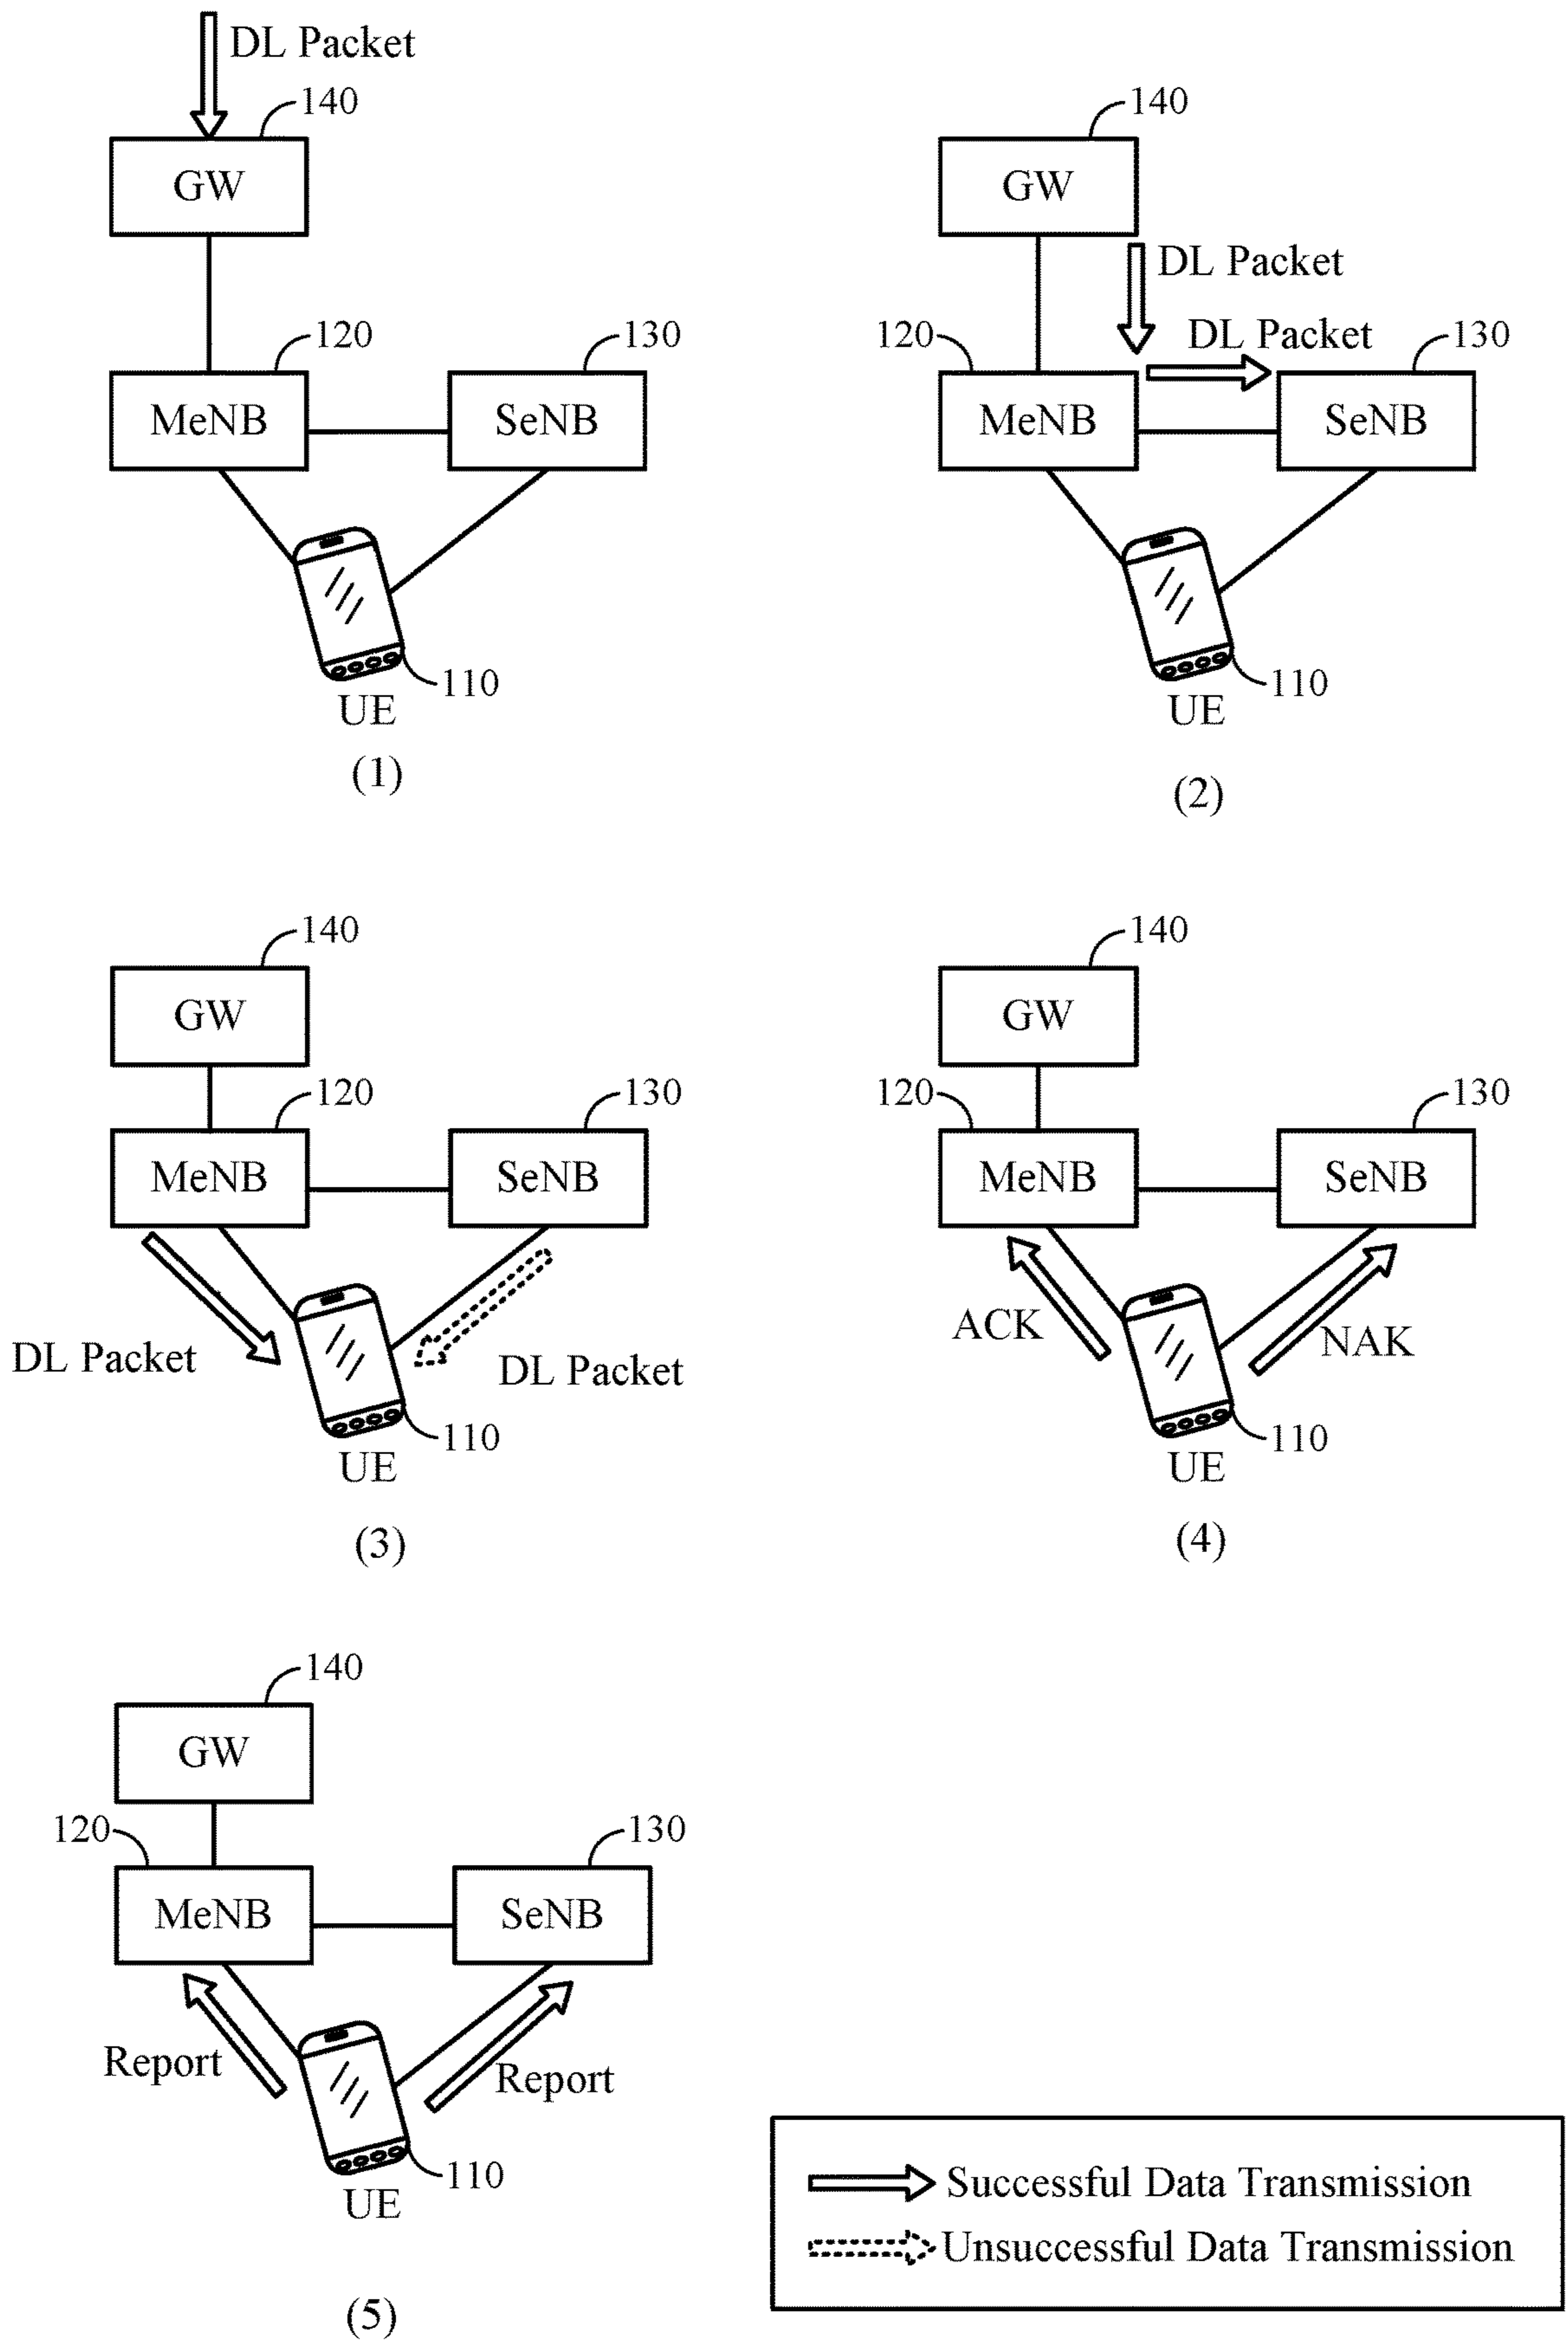 DL Packet
140
GW
120
130
MeNB
SeNB
110
UE
(1)
140
GW
DL Packet
120
DL Packet
130
MeNB
SeNB
110
UE
(2)
140
GW
120
130
MeNB
SeNB
DL Packet
DL Packet
110
UE
(3)
140
GW
120
130
MeNB
SeNB
ACK
NAK
110
UE
(4)
140
GW
120
130
MeNB
SeNB
Report
Report
110
UE
(5)
Successful Data Transmission
Unsuccessful Data Transmission